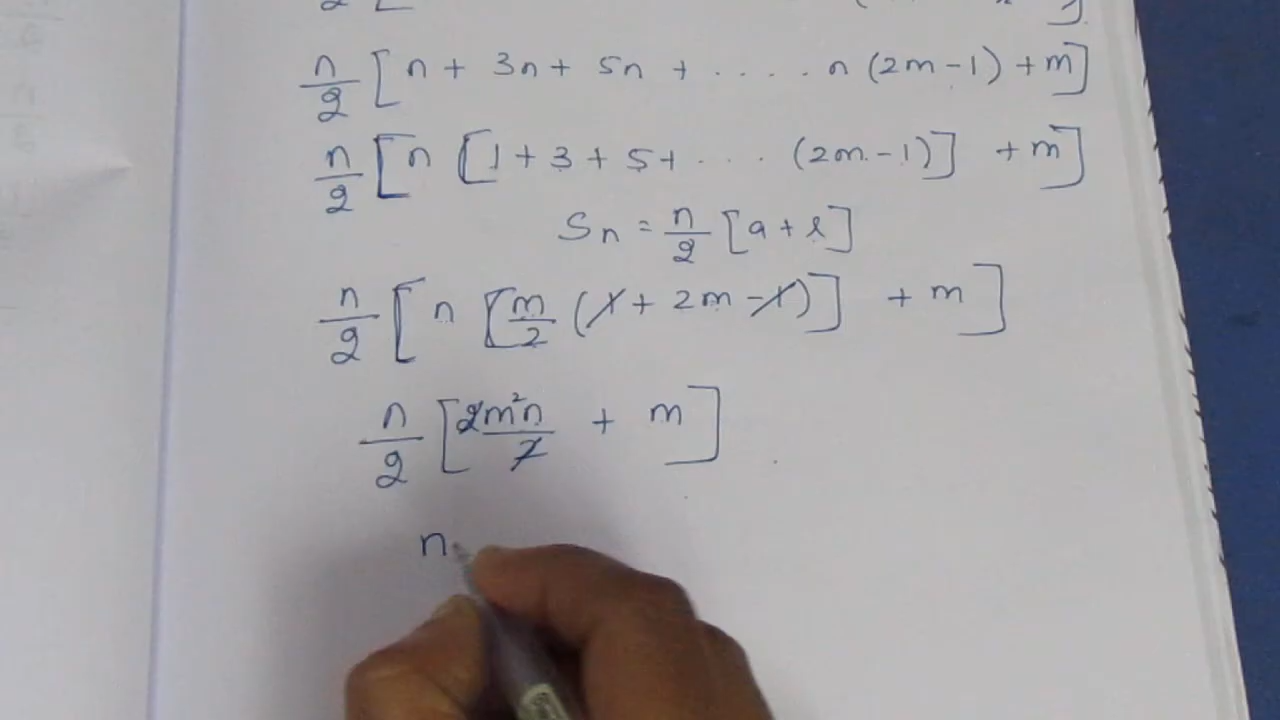 n/2 [ n + 3n + 5n + ..... n (2m - 1) + m ]
n/2 [ n [ 1 + 3 + 5 + .... (2m - 1) ] + m ]
Sn = n/2 [ a + l ]
n/2 [ n [ m/2 (1 + 2m - 1) ] + m ]
n/2 [ 2m²n/2 + m ]
n